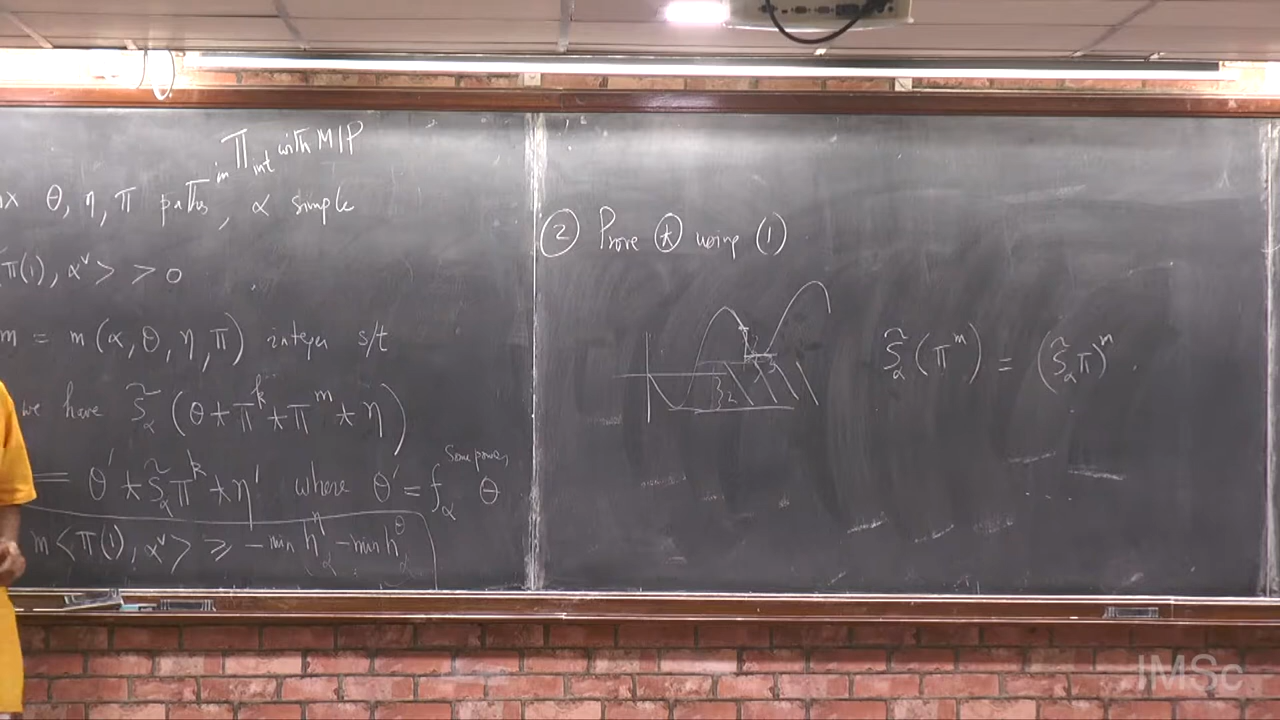 in Π_int with MIP
θ, η, π paths, α simple
π(1), α^∨> > 0
m = m(α, θ, η, π) integer s/t
we have S̃_α (θ * π^k * π^m * η)
= θ' * S̃_α π^k * η' where θ' = f_α^{some power} θ
m<π(1), α^∨> ≥ -min h_α^η - min h_α^θ
② Prove ⊛ using (1)
S̃_α(π^m) = (S̃_α π)^m.
IMSc